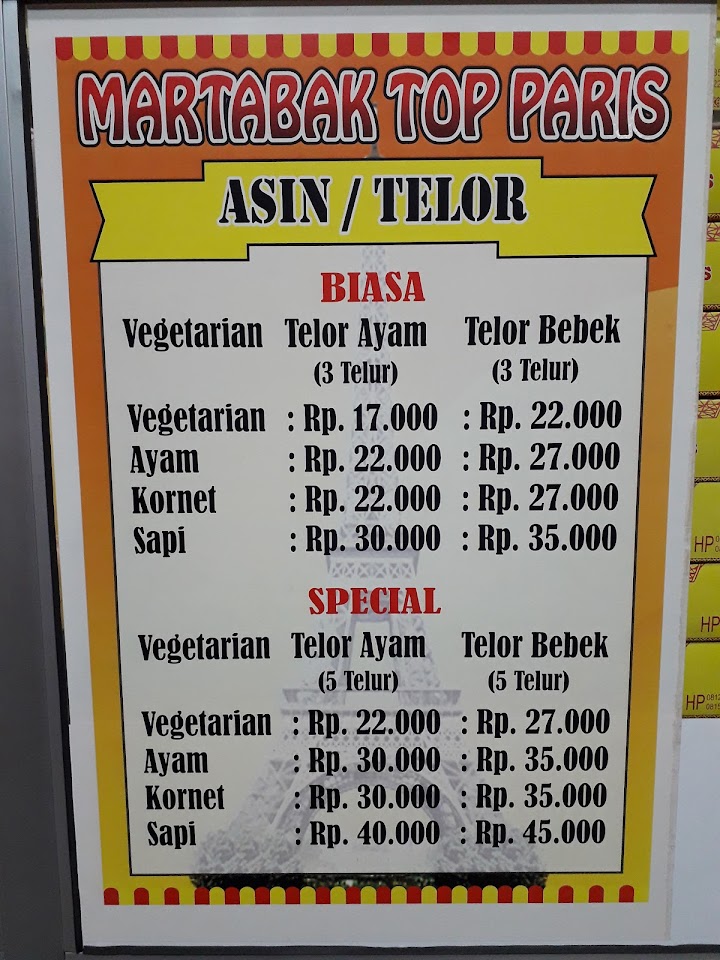 MARTABAK TOP PARIS
ASIN / TELOR
BIASA
Vegetarian Telor Ayam Telor Bebek
(3 Telur) (3 Telur)
Vegetarian : Rp. 17.000 : Rp. 22.000
Ayam : Rp. 22.000 : Rp. 27.000
Kornet : Rp. 22.000 : Rp. 27.000
Sapi : Rp. 30.000 : Rp. 35.000
SPECIAL
Vegetarian Telor Ayam Telor Bebek
(5 Telur) (5 Telur)
Vegetarian : Rp. 22.000 : Rp. 27.000
Ayam : Rp. 30.000 : Rp. 35.000
Kornet : Rp. 30.000 : Rp. 35.000
Sapi : Rp. 40.000 : Rp. 45.000
HP
HP
HP